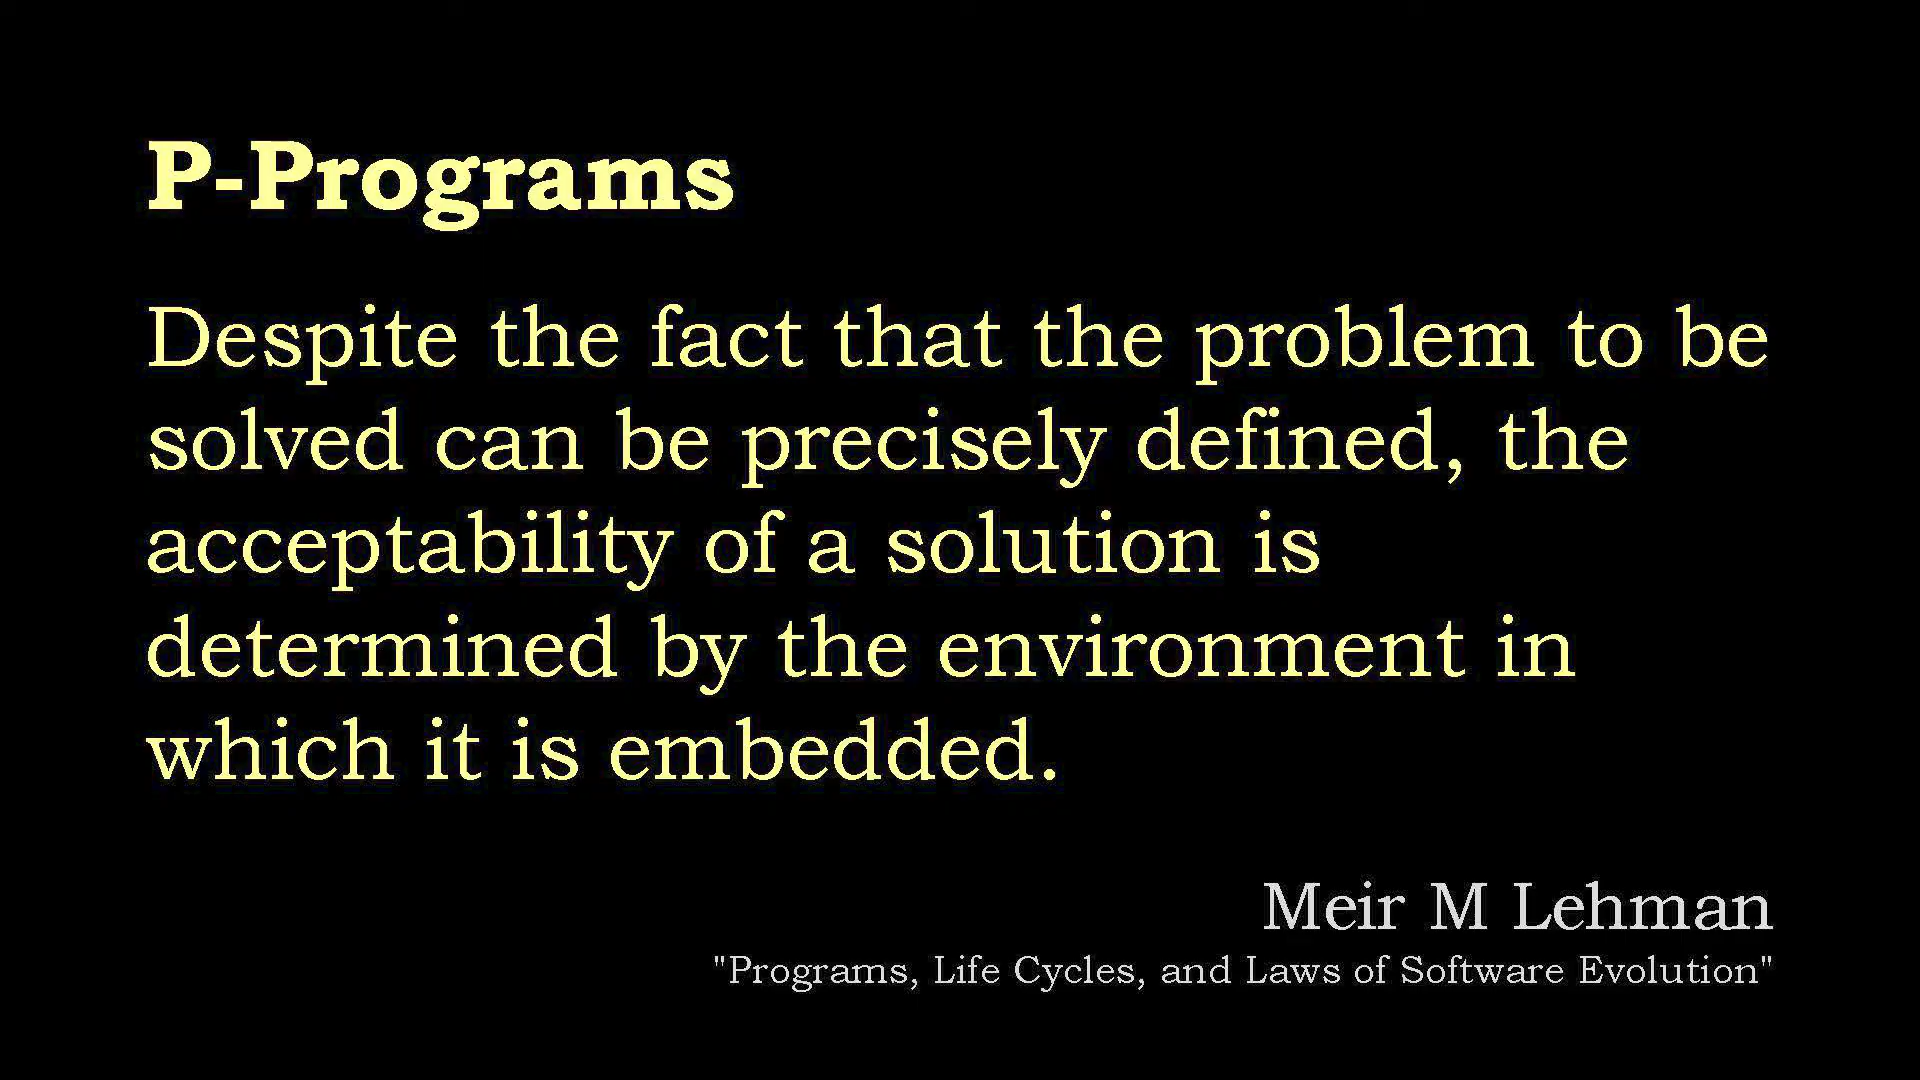 P-Programs
Despite the fact that the problem to be
solved can be precisely defined, the
acceptability of a solution is
determined by the environment in
which it is embedded.
Meir M Lehman
"Programs, Life Cycles, and Laws of Software Evolution"